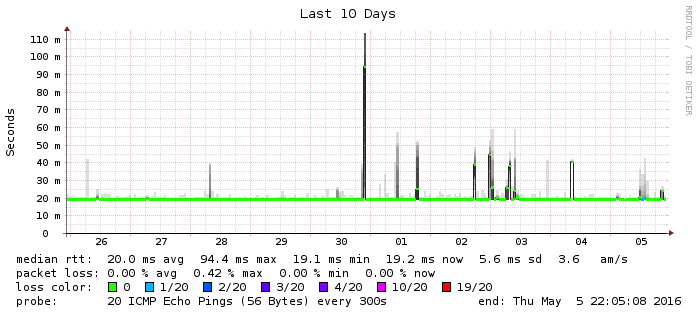 Last 10 Days
RRDTOOL / TOBI OETIKER
Seconds
110 m
100 m
90 m
80 m
70 m
60 m
50 m
40 m
30 m
20 m
10 m
0
26 27 28 29 30 01 02 03 04 05
median rtt: 20.0 ms avg 94.4 ms max 19.1 ms min 19.2 ms now 5.6 ms sd 3.6 am/s
packet loss: 0.00 % avg 0.42 % max 0.00 % min 0.00 % now
loss color: 0 1/20 2/20 3/20 4/20 10/20 19/20
probe: 20 ICMP Echo Pings (56 Bytes) every 300s end: Thu May 5 22:05:08 2016